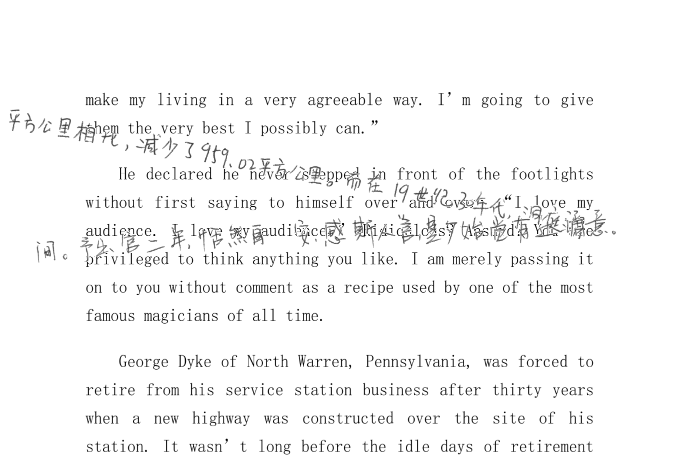 make my living in a very agreeable way. I’m going to give
them the very best I possibly can.”
平方公里相比，减少了959.02平方公里。而在19世纪30年代，
He declared he never stepped in front of the footlights
without first saying to himself over and over, “I love my
audience. I love my audience.” Ridiculous? Absurd? You are
间。
privileged to think anything you like. I am merely passing it
on to you without comment as a recipe used by one of the most
famous magicians of all time.
George Dyke of North Warren, Pennsylvania, was forced to
retire from his service station business after thirty years
when a new highway was constructed over the site of his
station. It wasn’t long before the idle days of retirement